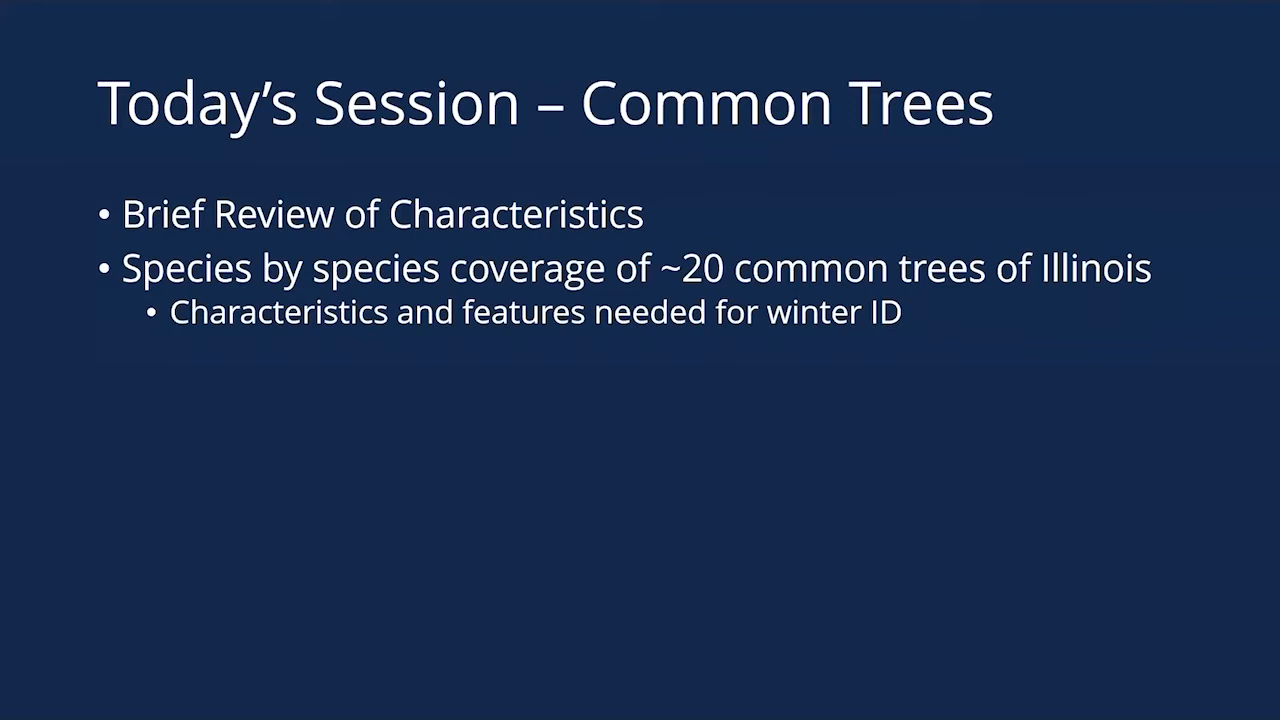 Today’s Session – Common Trees
• Brief Review of Characteristics
• Species by species coverage of ~20 common trees of Illinois
• Characteristics and features needed for winter ID